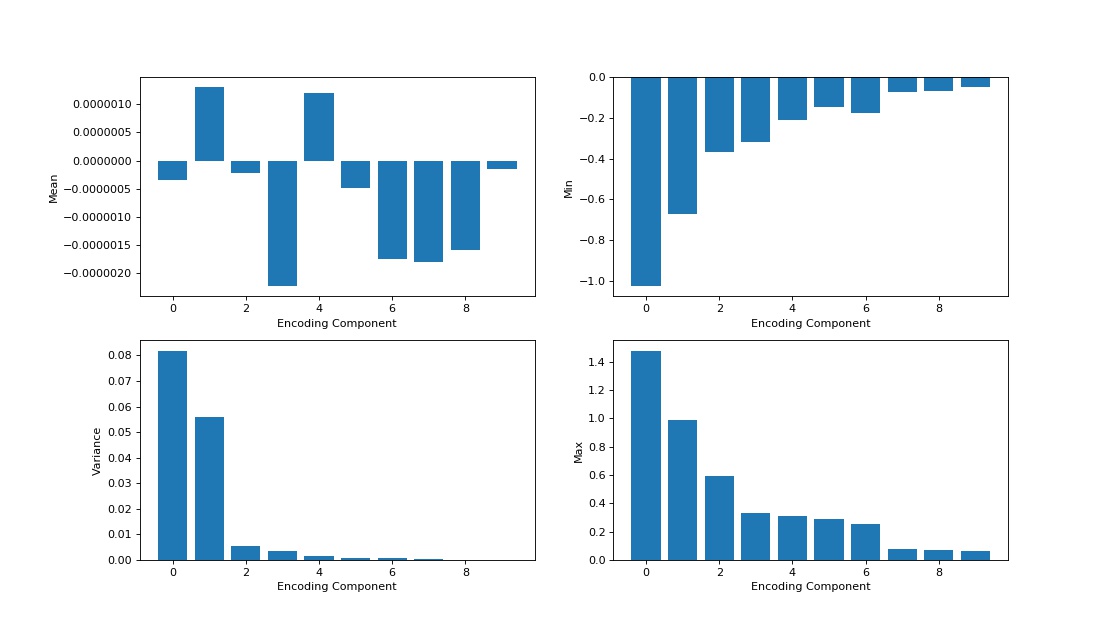 0.0000010
0.0000005
0.0000000
−0.0000005
−0.0000010
−0.0000015
−0.0000020
Mean
0 2 4 6 8
Encoding Component
0.0
−0.2
−0.4
−0.6
−0.8
−1.0
Min
0 2 4 6 8
Encoding Component
0.08
0.07
0.06
0.05
0.04
0.03
0.02
0.01
0.00
Variance
0 2 4 6 8
Encoding Component
1.4
1.2
1.0
0.8
0.6
0.4
0.2
0.0
Max
0 2 4 6 8
Encoding Component